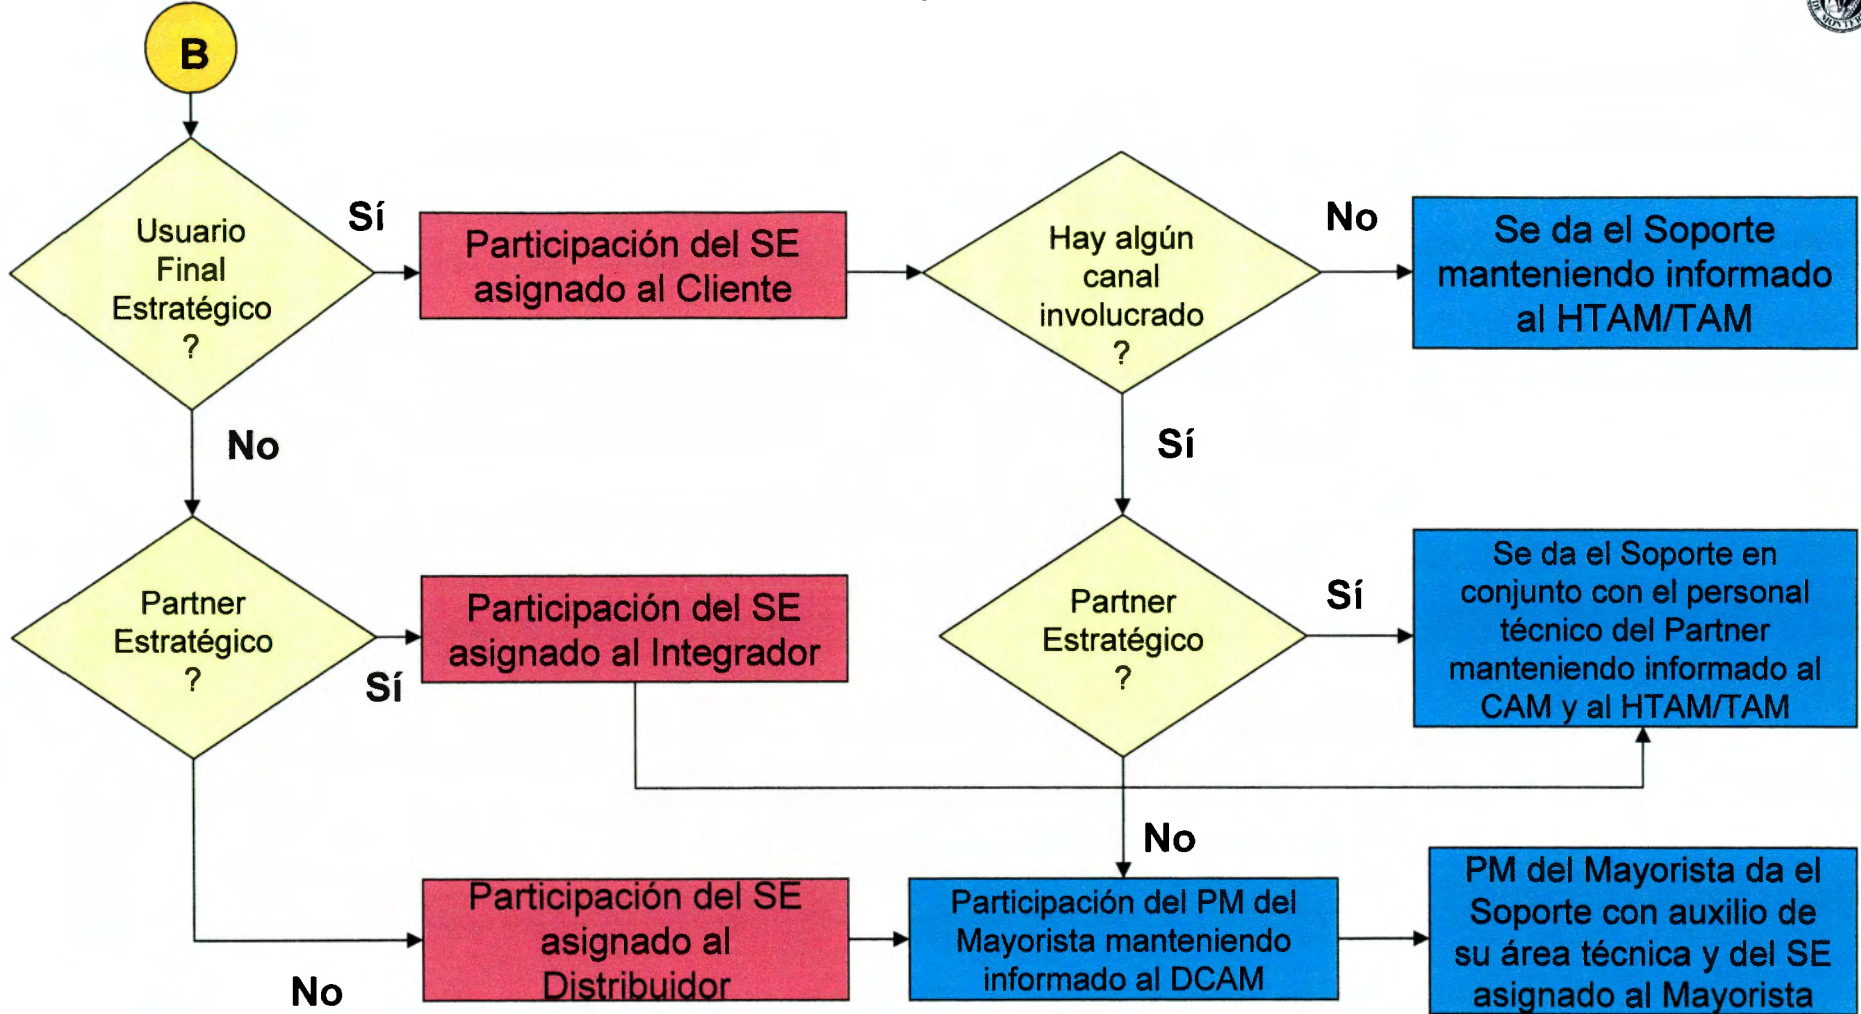 B
Usuario
Final
Estratégico
?
Sí
Participación del SE
asignado al Cliente
Hay algún
canal
involucrado
?
No
Se da el Soporte
manteniendo informado
al HTAM/TAM
No
Sí
Partner
Estratégico
?
Sí
Participación del SE
asignado al Integrador
Partner
Estratégico
?
Sí
Se da el Soporte en
conjunto con el personal
técnico del Partner
manteniendo informado al
CAM y al HTAM/TAM
No
No
Participación del SE
asignado al
Distribuidor
Participación del PM del
Mayorista manteniendo
informado al DCAM
PM del Mayorista da el
Soporte con auxilio de
su área técnica y del SE
asignado al Mayorista